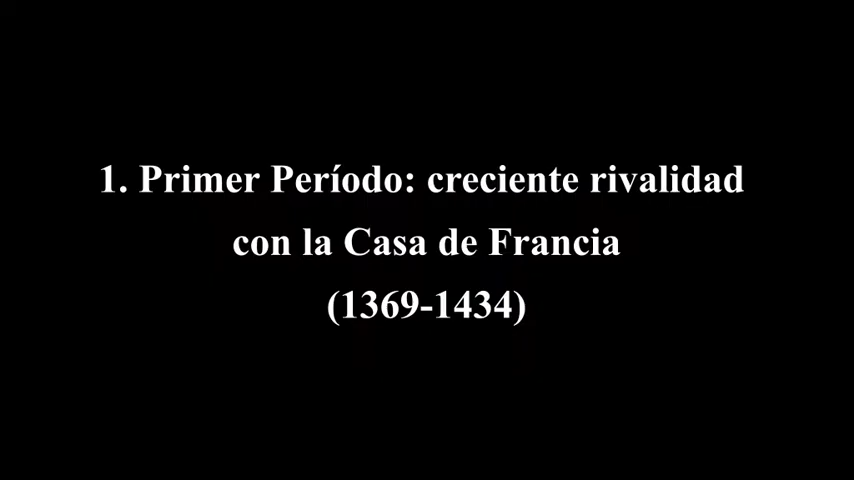 1. Primer Período: creciente rivalidad
con la Casa de Francia
(1369-1434)